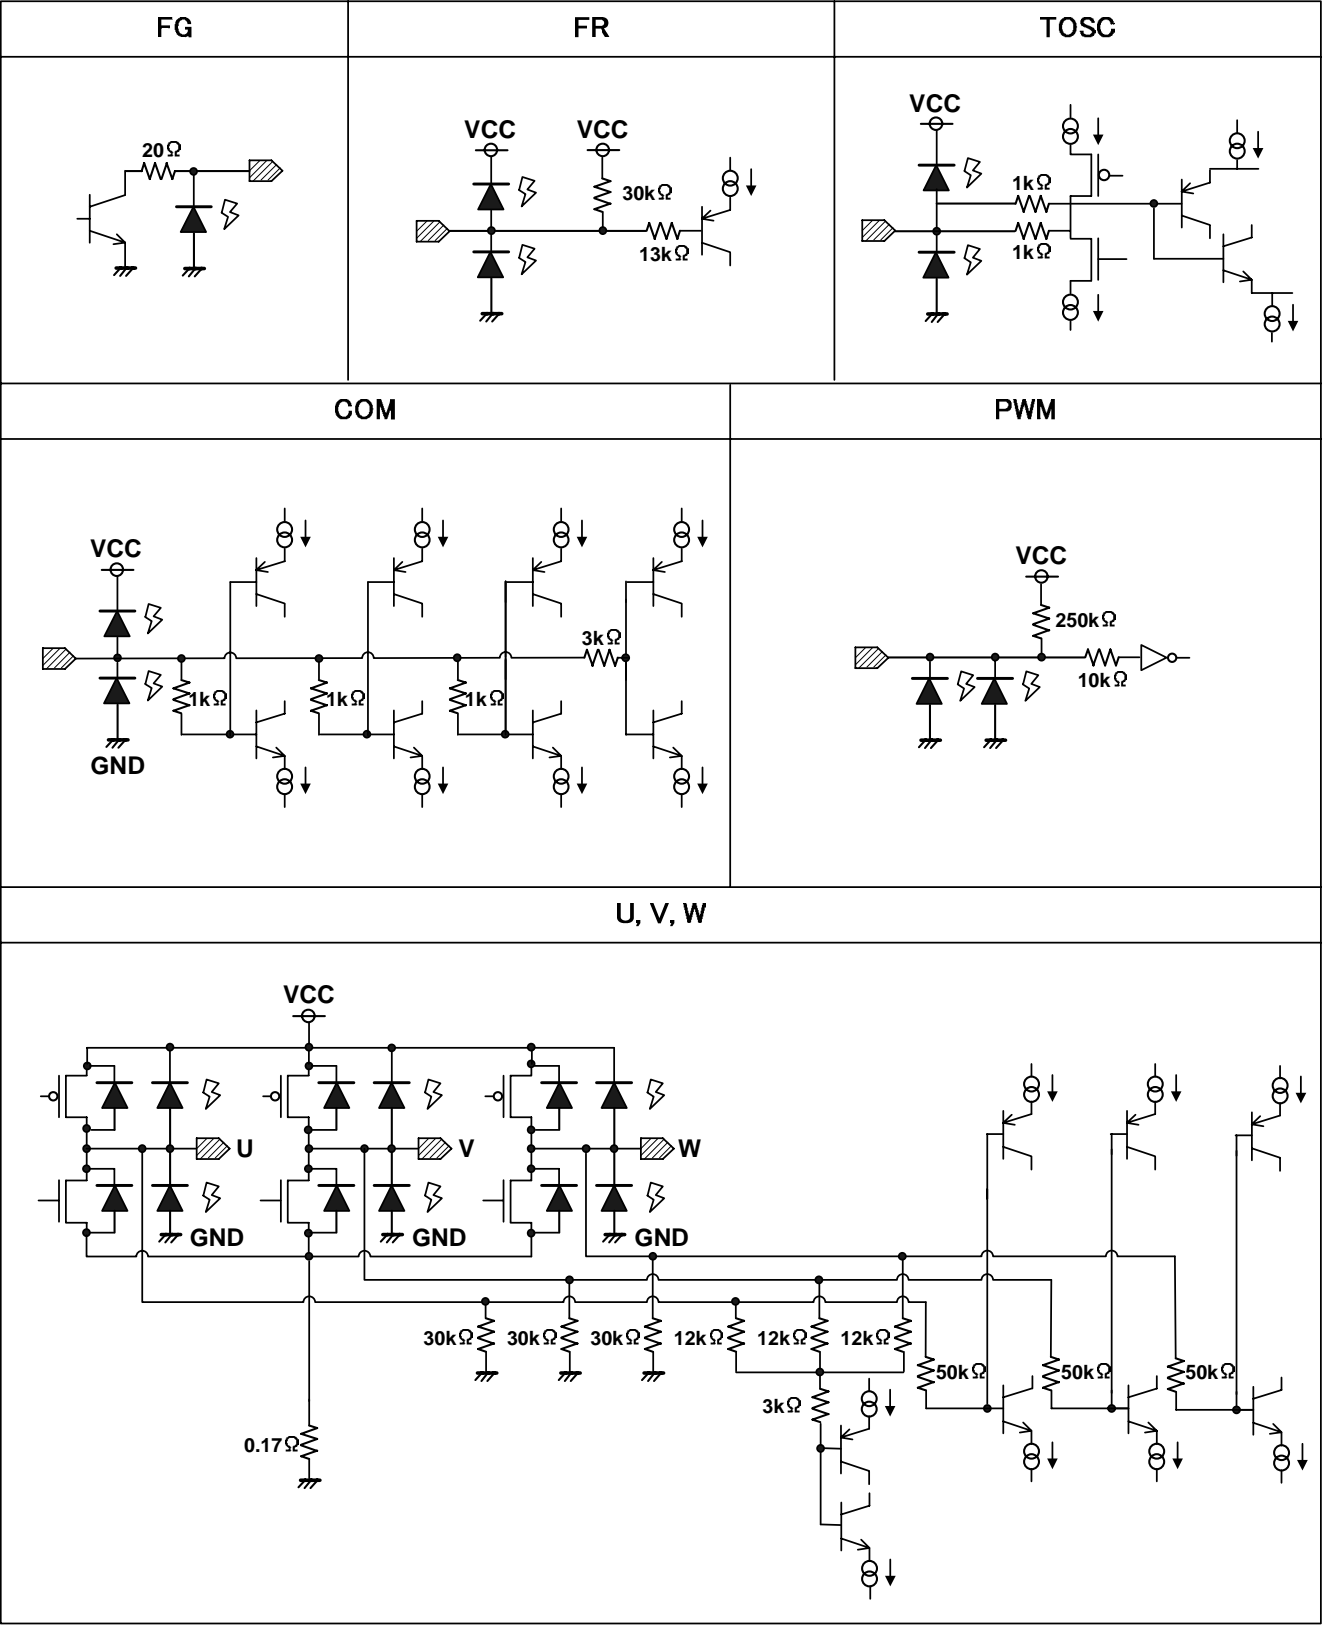 FG FR TOSC
20Ω
VCC VCC
30kΩ
13kΩ
VCC
1kΩ
1kΩ
COM PWM
VCC
3kΩ
1kΩ 1kΩ 1kΩ
GND
VCC
250kΩ
10kΩ
U, V, W
VCC
U V W
GND GND GND
30kΩ 30kΩ 30kΩ 12kΩ 12kΩ 12kΩ
50kΩ 50kΩ 50kΩ
3kΩ
0.17Ω